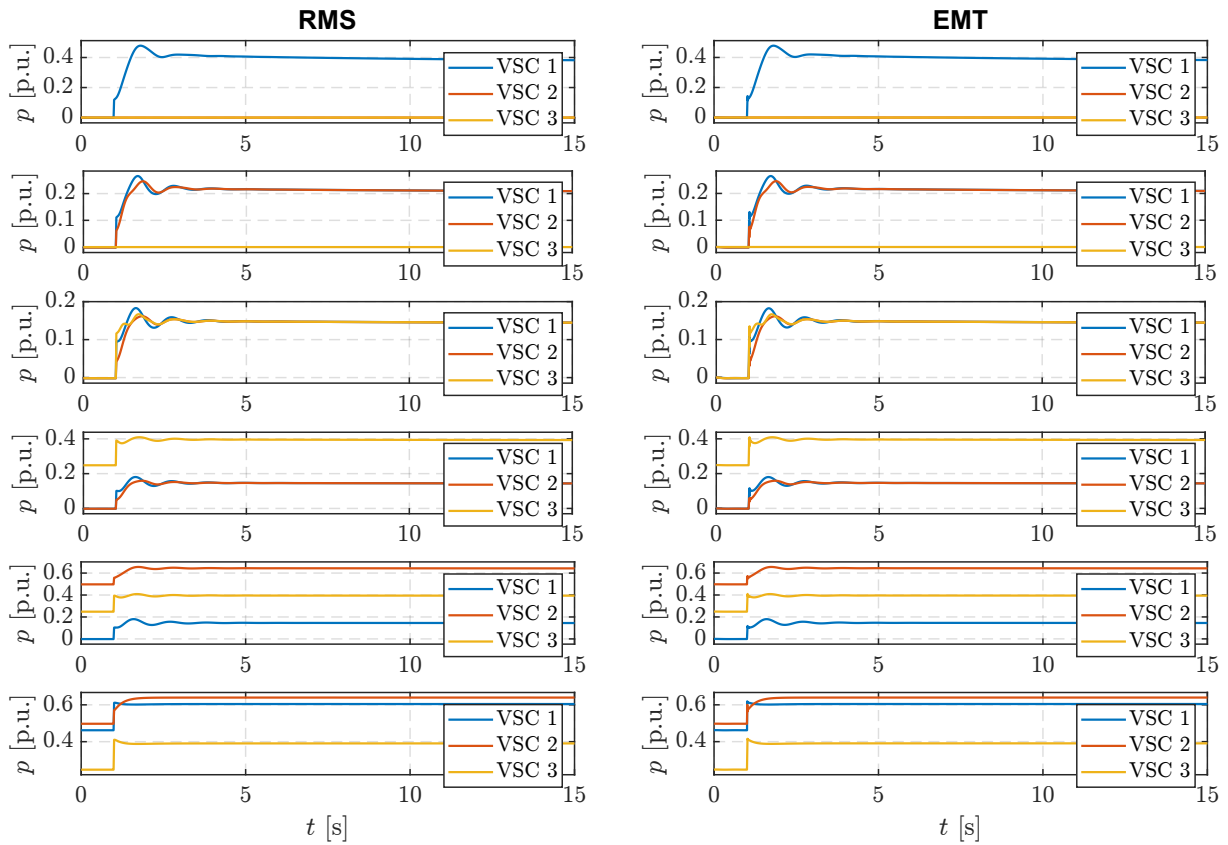 RMS EMT
p [p.u.] 0.4 0.2 0 VSC 1 VSC 2 VSC 3 0 5 10 15
p [p.u.] 0.4 0.2 0 VSC 1 VSC 2 VSC 3 0 5 10 15
p [p.u.] 0.2 0.1 0 VSC 1 VSC 2 VSC 3 0 5 10 15
p [p.u.] 0.2 0.1 0 VSC 1 VSC 2 VSC 3 0 5 10 15
p [p.u.] 0.2 0.1 0 VSC 1 VSC 2 VSC 3 0 5 10 15
p [p.u.] 0.2 0.1 0 VSC 1 VSC 2 VSC 3 0 5 10 15
p [p.u.] 0.4 0.2 0 VSC 1 VSC 2 VSC 3 0 5 10 15
p [p.u.] 0.4 0.2 0 VSC 1 VSC 2 VSC 3 0 5 10 15
p [p.u.] 0.6 0.4 0.2 0 VSC 1 VSC 2 VSC 3 0 5 10 15
p [p.u.] 0.6 0.4 0.2 0 VSC 1 VSC 2 VSC 3 0 5 10 15
p [p.u.] 0.6 0.4 VSC 1 VSC 2 VSC 3 0 5 10 15
p [p.u.] 0.6 0.4 VSC 1 VSC 2 VSC 3 0 5 10 15
t [s] t [s]